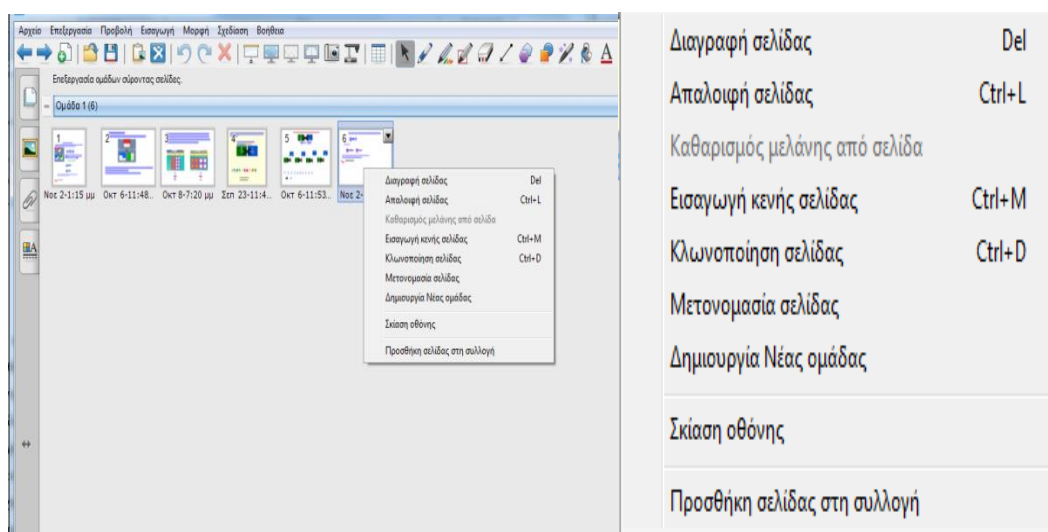 Αρχείο Επεξεργασία Προβολή Εισαγωγή Μορφή Σχεδίαση Βοήθεια
Επεξεργασία ομάδων σύροντας σελίδες.
Ομάδα 1 (6)
1 2 3 4 5 6
Νοε 2-1:15 μμ Οκτ 6-11:48... Οκτ 8-7:20 μμ Σεπ 23-11:4... Οκτ 6-11:53... Νοε 2-
Διαγραφή σελίδας Del
Απαλοιφή σελίδας Ctrl+L
Καθαρισμός μελάνης από σελίδα
Εισαγωγή κενής σελίδας Ctrl+M
Κλωνοποίηση σελίδας Ctrl+D
Μετονομασία σελίδας
Δημιουργία Νέας ομάδας
Σκίαση οθόνης
Προσθήκη σελίδας στη συλλογή
Διαγραφή σελίδας Del
Απαλοιφή σελίδας Ctrl+L
Καθαρισμός μελάνης από σελίδα
Εισαγωγή κενής σελίδας Ctrl+M
Κλωνοποίηση σελίδας Ctrl+D
Μετονομασία σελίδας
Δημιουργία Νέας ομάδας
Σκίαση οθόνης
Προσθήκη σελίδας στη συλλογή